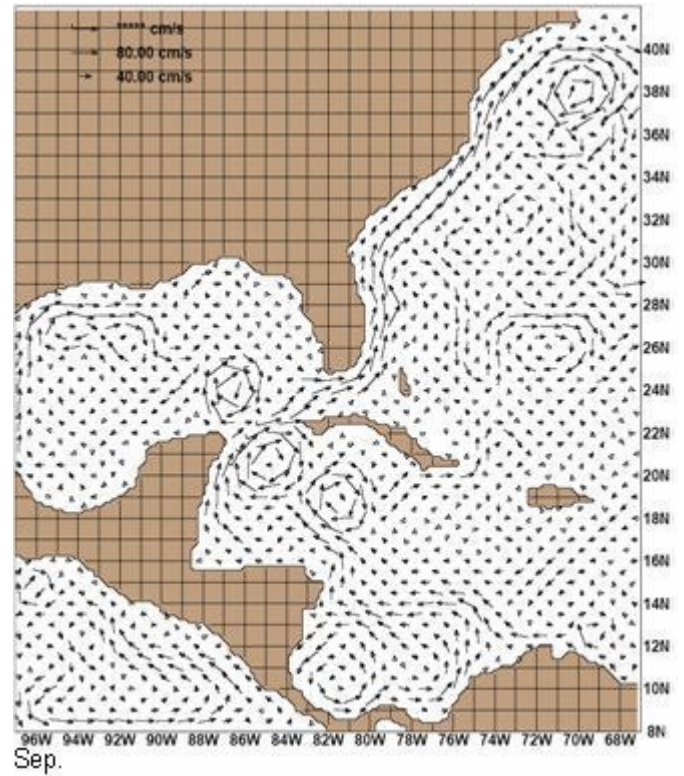 ***** cm/s
80.00 cm/s
40.00 cm/s
40N
38N
36N
34N
32N
30N
28N
26N
24N
22N
20N
18N
16N
14N
12N
10N
8N
96W 94W 92W 90W 88W 86W 84W 82W 80W 78W 76W 74W 72W 70W 68W
Sep.